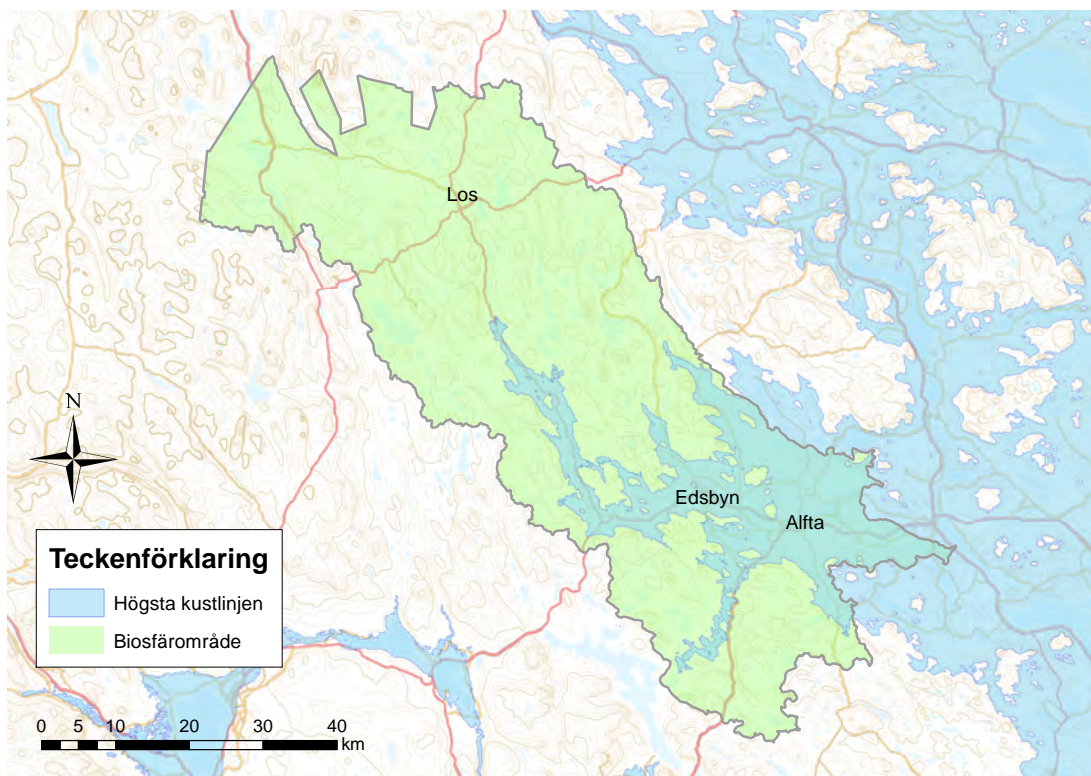 Los
Edsbyn
Alfta
N
Teckenförklaring
Högsta kustlinjen
Biosfärområde
0 5 10 20 30 40
km